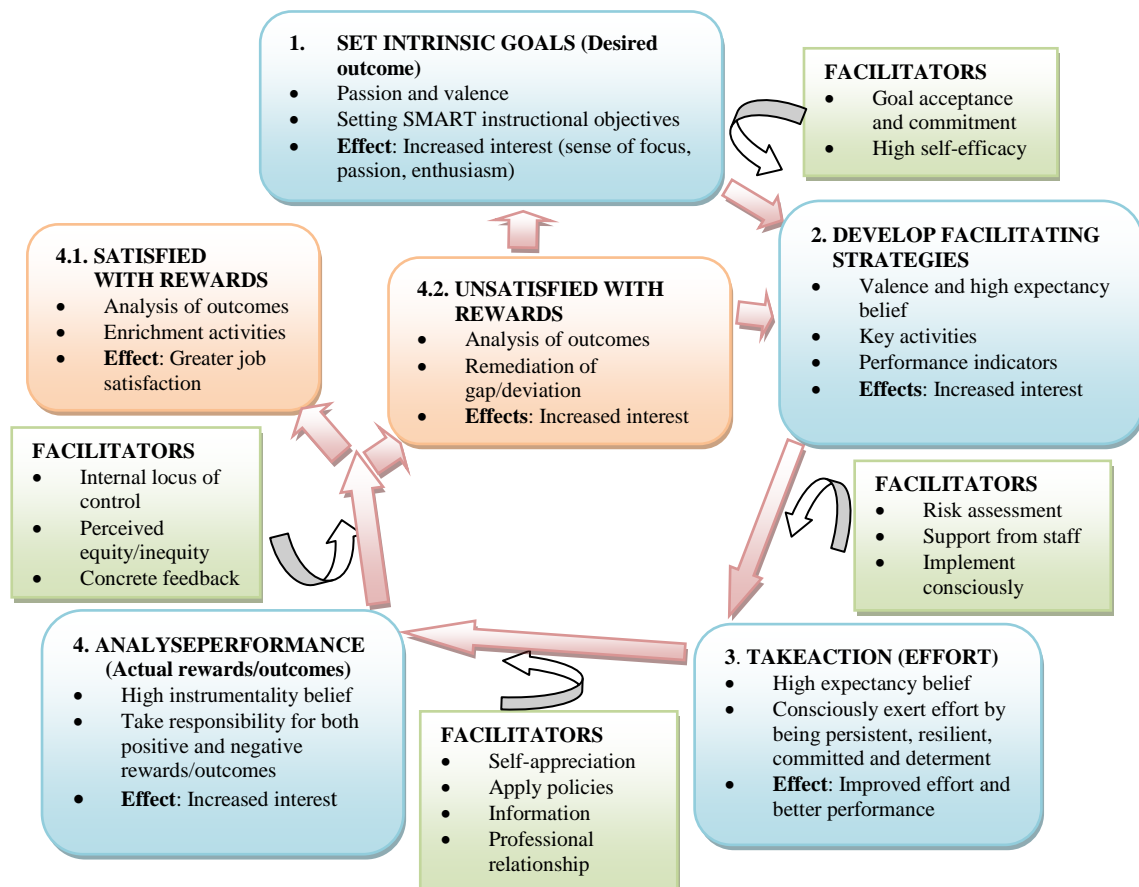 1. SET INTRINSIC GOALS (Desired
outcome)
• Passion and valence
• Setting SMART instructional objectives
• Effect: Increased interest (sense of focus,
passion, enthusiasm)
FACILITATORS
• Goal acceptance
and commitment
• High self-efficacy
2. DEVELOP FACILITATING
STRATEGIES
• Valence and high expectancy
belief
• Key activities
• Performance indicators
• Effects: Increased interest
4.1. SATISFIED
WITH REWARDS
• Analysis of outcomes
• Enrichment activities
• Effect: Greater job
satisfaction
4.2. UNSATISFIED WITH
REWARDS
• Analysis of outcomes
• Remediation of
gap/deviation
• Effects: Increased interest
FACILITATORS
• Internal locus of
control
• Perceived
equity/inequity
• Concrete feedback
FACILITATORS
• Risk assessment
• Support from staff
• Implement
consciously
4. ANALYSEPERFORMANCE
(Actual rewards/outcomes)
• High instrumentality belief
• Take responsibility for both
positive and negative
rewards/outcomes
• Effect: Increased interest
FACILITATORS
• Self-appreciation
• Apply policies
• Information
• Professional
relationship
3. TAKEACTION (EFFORT)
• High expectancy belief
• Consciously exert effort by
being persistent, resilient,
committed and determent
• Effect: Improved effort and
better performance